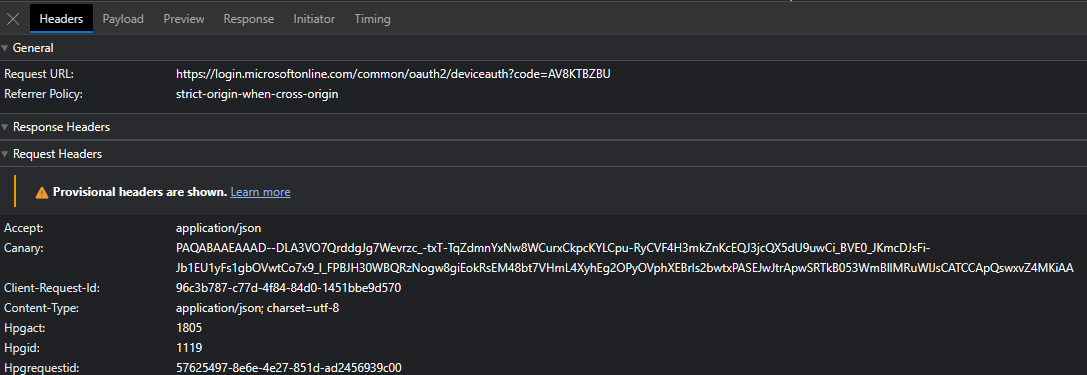 Headers Payload Preview Response Initiator Timing
General
Request URL: https://login.microsoftonline.com/common/oauth2/deviceauth?code=AV8KTBZBU
Referrer Policy: strict-origin-when-cross-origin
Response Headers
Request Headers
Provisional headers are shown. Learn more
Accept: application/json
Canary: PAQABAAEAAAD--DLA3VO7QrddgJg7Wevrzc_-txT-TqZdmnYxNw8WCurxCkpcKYLCpu-RyCVF4H3mkZnKcEQJ3jcQX5dU9uwCi_BVE0_JKmcDJsFi-
Jb1EU1yFs1gbOVwtCo7x9_I_FPBJH30WBQRzNogw8giEokRsEM48bt7VHmL4XyhEg2OPyOVphXEBrls2bwtxPASEJwJtrApwSRTkB053WmBIlMRuWIJsCATCCApQswxvZ4MKiAA
Client-Request-Id: 96c3b787-c77d-4f84-84d0-1451bbe9d570
Content-Type: application/json; charset=utf-8
Hpgact: 1805
Hpgid: 1119
Hpgrequestid: 57625497-8e6e-4e27-851d-ad2456939c00